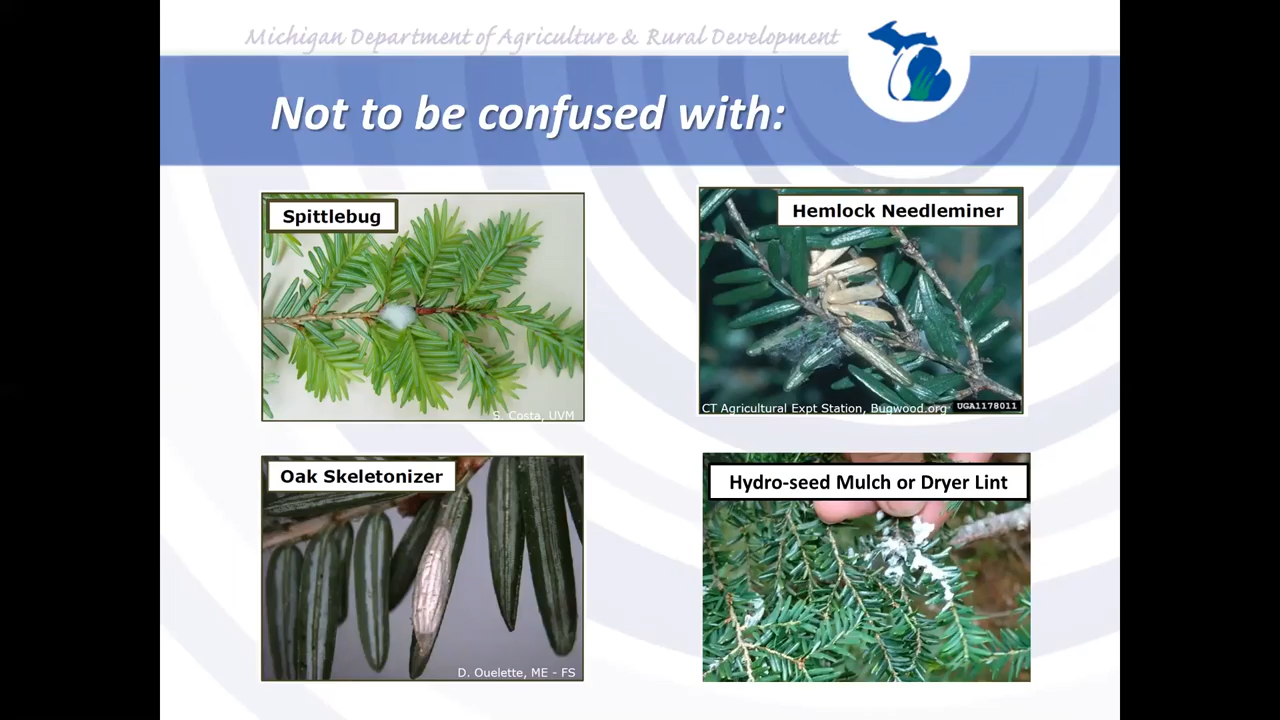 Michigan Department of Agriculture & Rural Development
Not to be confused with:
Spittlebug
S. Costa, UVM
Hemlock Needleminer
CT Agricultural Expt Station, Bugwood.org
UGA1178011
Oak Skeletonizer
D. Ouelette, ME - FS
Hydro-seed Mulch or Dryer Lint